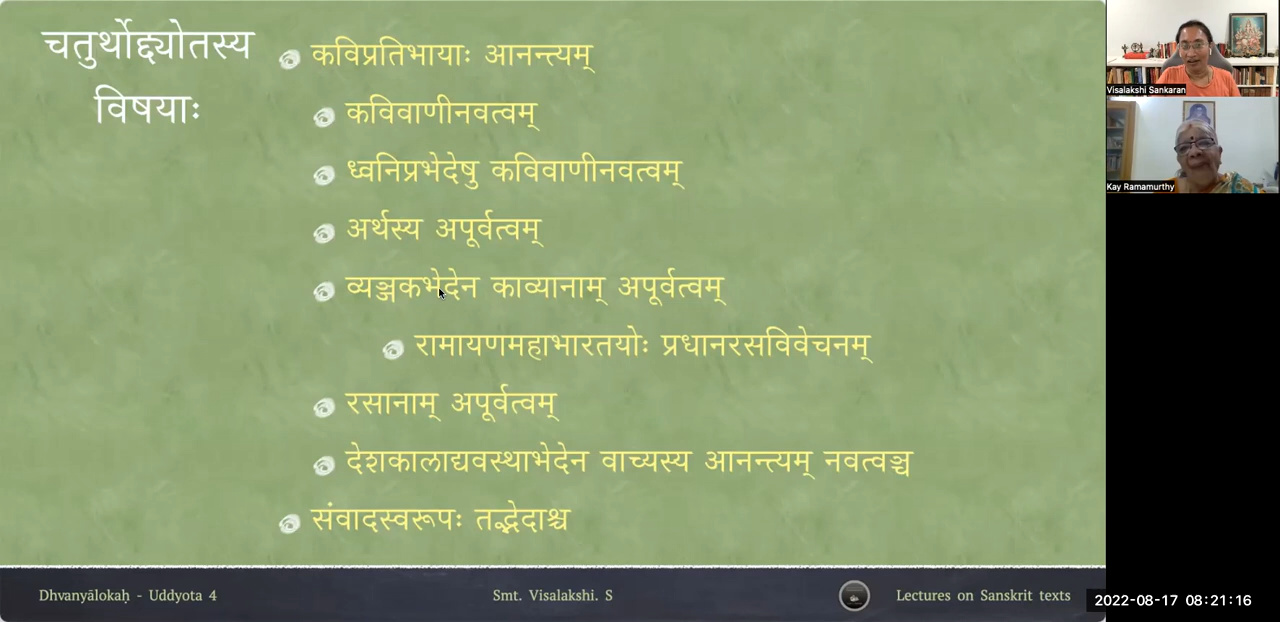 चतुर्थोद्द्योतस्य
विषयाः
कविप्रतिभायाः आनन्त्यम्
कविवाणीनवत्वम्
ध्वनिप्रभेदेषु कविवाणीनवत्वम्
अर्थस्य अपूर्वत्वम्
व्यञ्जकभेदेन काव्यानाम् अपूर्वत्वम्
रामायणमहाभारतयोः प्रधानरसविवेचनम्
रसानाम् अपूर्वत्वम्
देशकालाद्यवस्थाभेदेन वाच्यस्य आनन्त्यम् नवत्वञ्च
संवादस्वरूपः तद्भेदाश्च
Dhvanyālokaḥ - Uddyota 4
Smt. Visalakshi. S
Lectures on Sanskrit texts
Visalakshi Sankaran
Kay Ramamurthy
2022-08-17 08:21:16